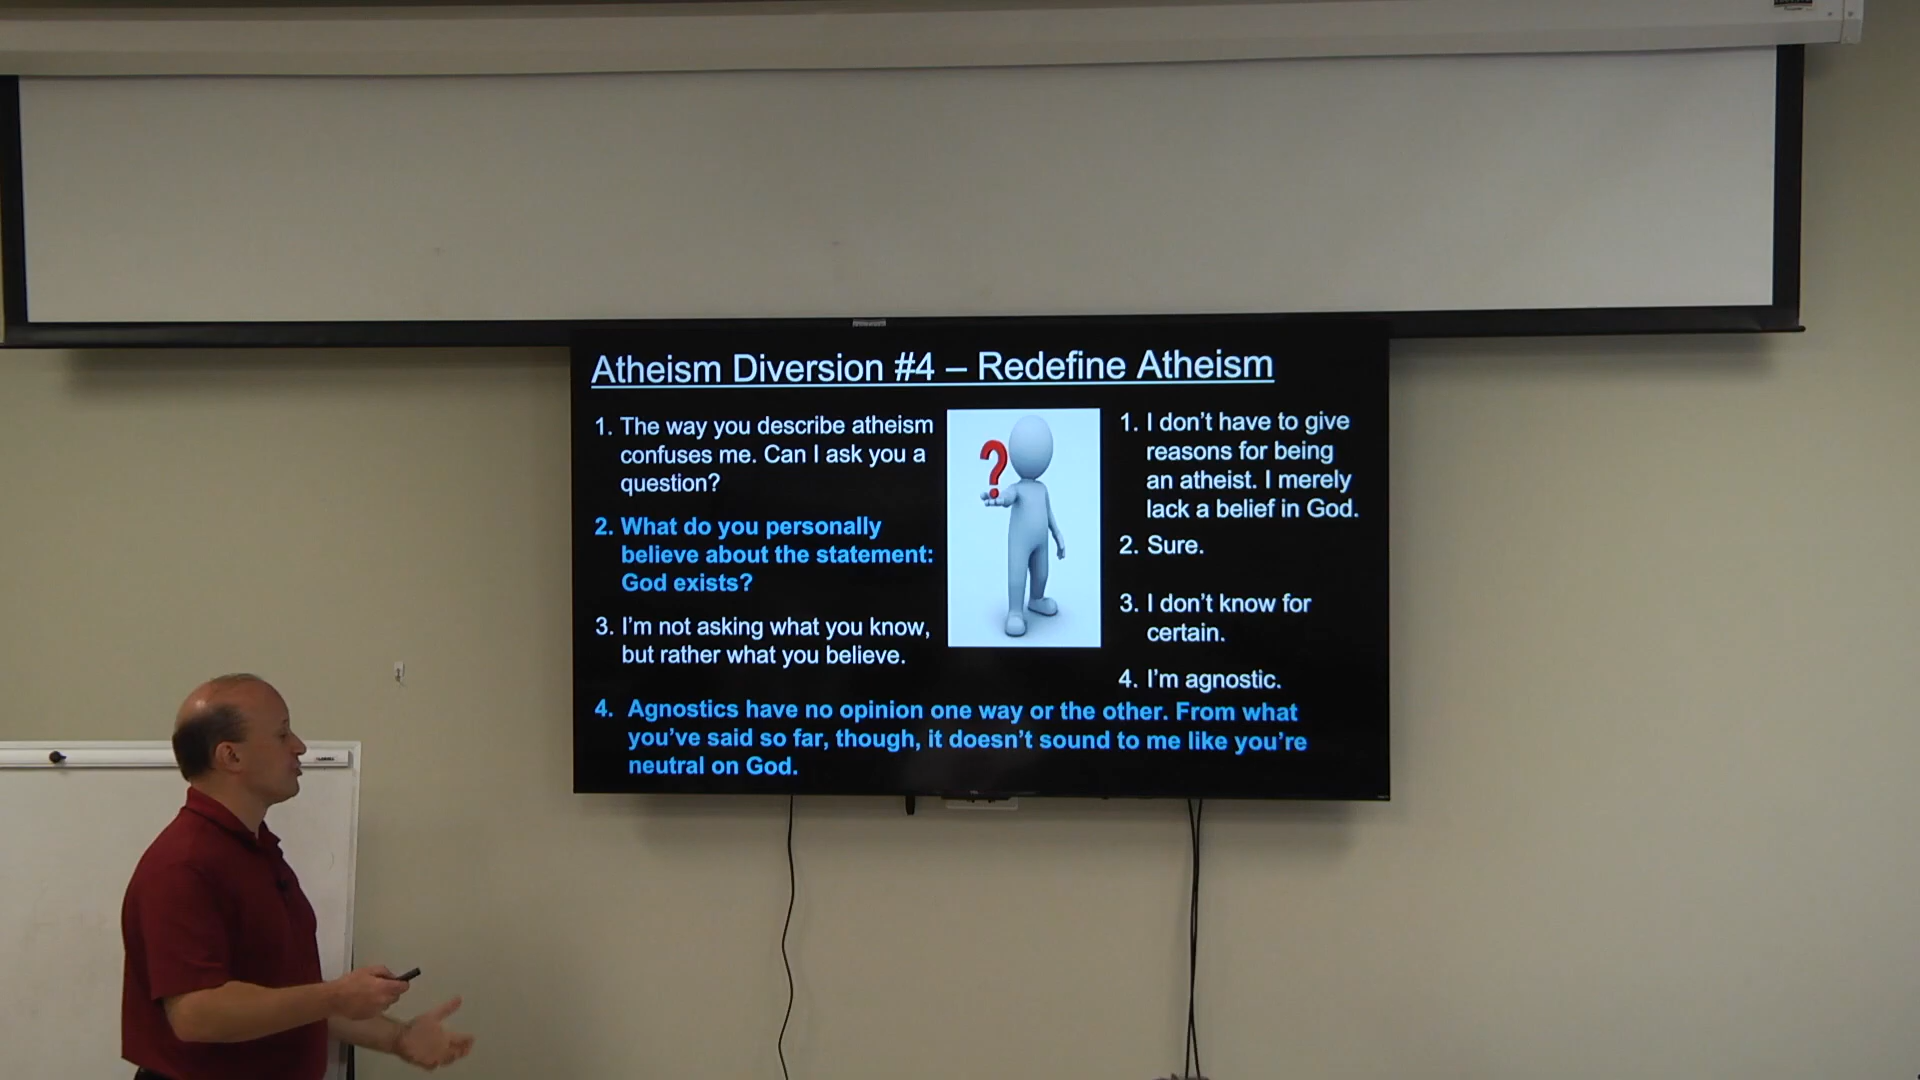 Atheism Diversion #4 – Redefine Atheism
1. The way you describe atheism
confuses me. Can I ask you a
question?
2. What do you personally
believe about the statement:
God exists?
3. I'm not asking what you know,
but rather what you believe.
?
1. I don't have to give
reasons for being
an atheist. I merely
lack a belief in God.
2. Sure.
3. I don't know for
certain.
4. I'm agnostic.
4. Agnostics have no opinion one way or the other. From what
you've said so far, though, it doesn't sound to me like you're
neutral on God.